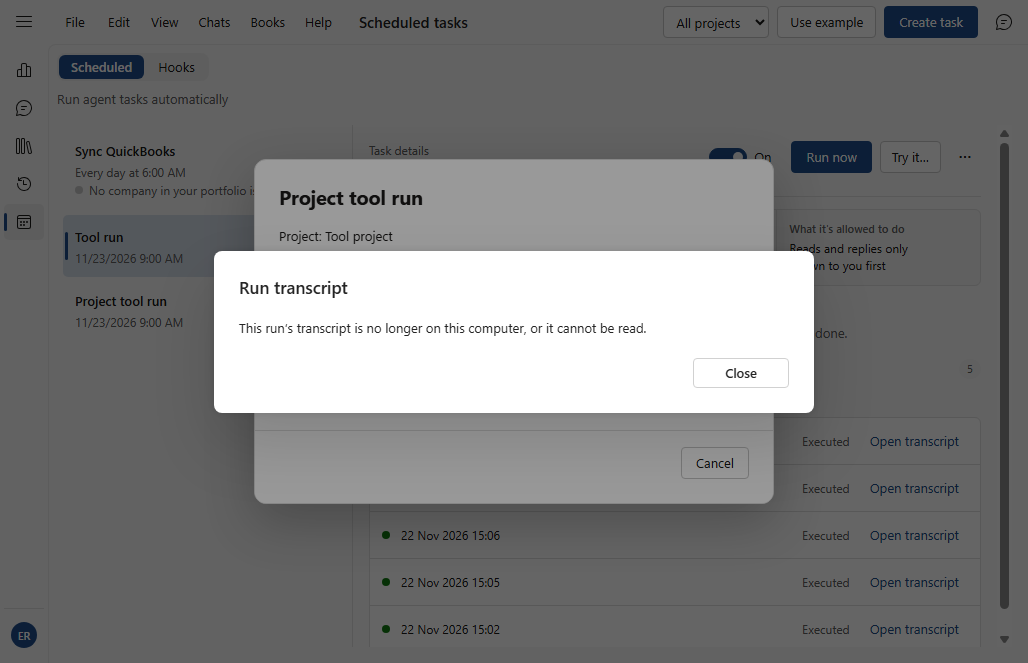 File Edit View Chats Books Help Scheduled tasks All projects Use example Create task
Scheduled Hooks
Run agent tasks automatically
Sync QuickBooks
Every day at 6:00 AM
No company in your portfolio
Tool run
11/23/2026 9:00 AM
Project tool run
11/23/2026 9:00 AM
Task details
On Run now Try it...
What it's allowed to do
Reads and replies only
to you first
done.
5
Project tool run
Project: Tool project
Run transcript
This run's transcript is no longer on this computer, or it cannot be read.
Close
Cancel
Executed Open transcript
Executed Open transcript
22 Nov 2026 15:06 Executed Open transcript
22 Nov 2026 15:05 Executed Open transcript
22 Nov 2026 15:02 Executed Open transcript
ER